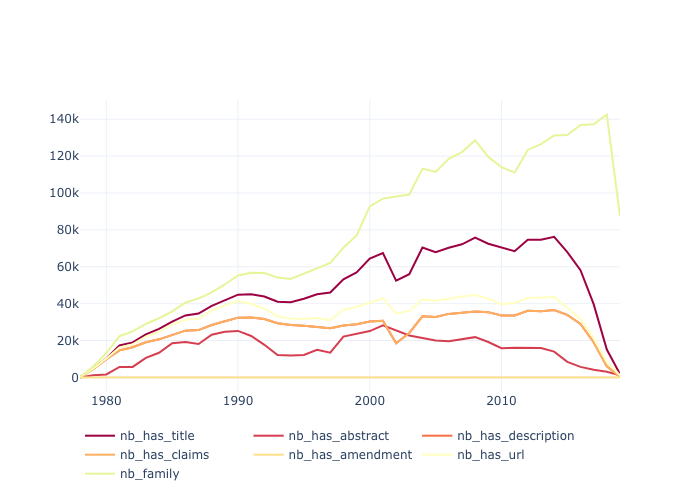 140k
120k
100k
80k
60k
40k
20k
0
1980 1990 2000 2010
nb_has_title nb_has_abstract nb_has_description
nb_has_claims nb_has_amendment nb_has_url
nb_family